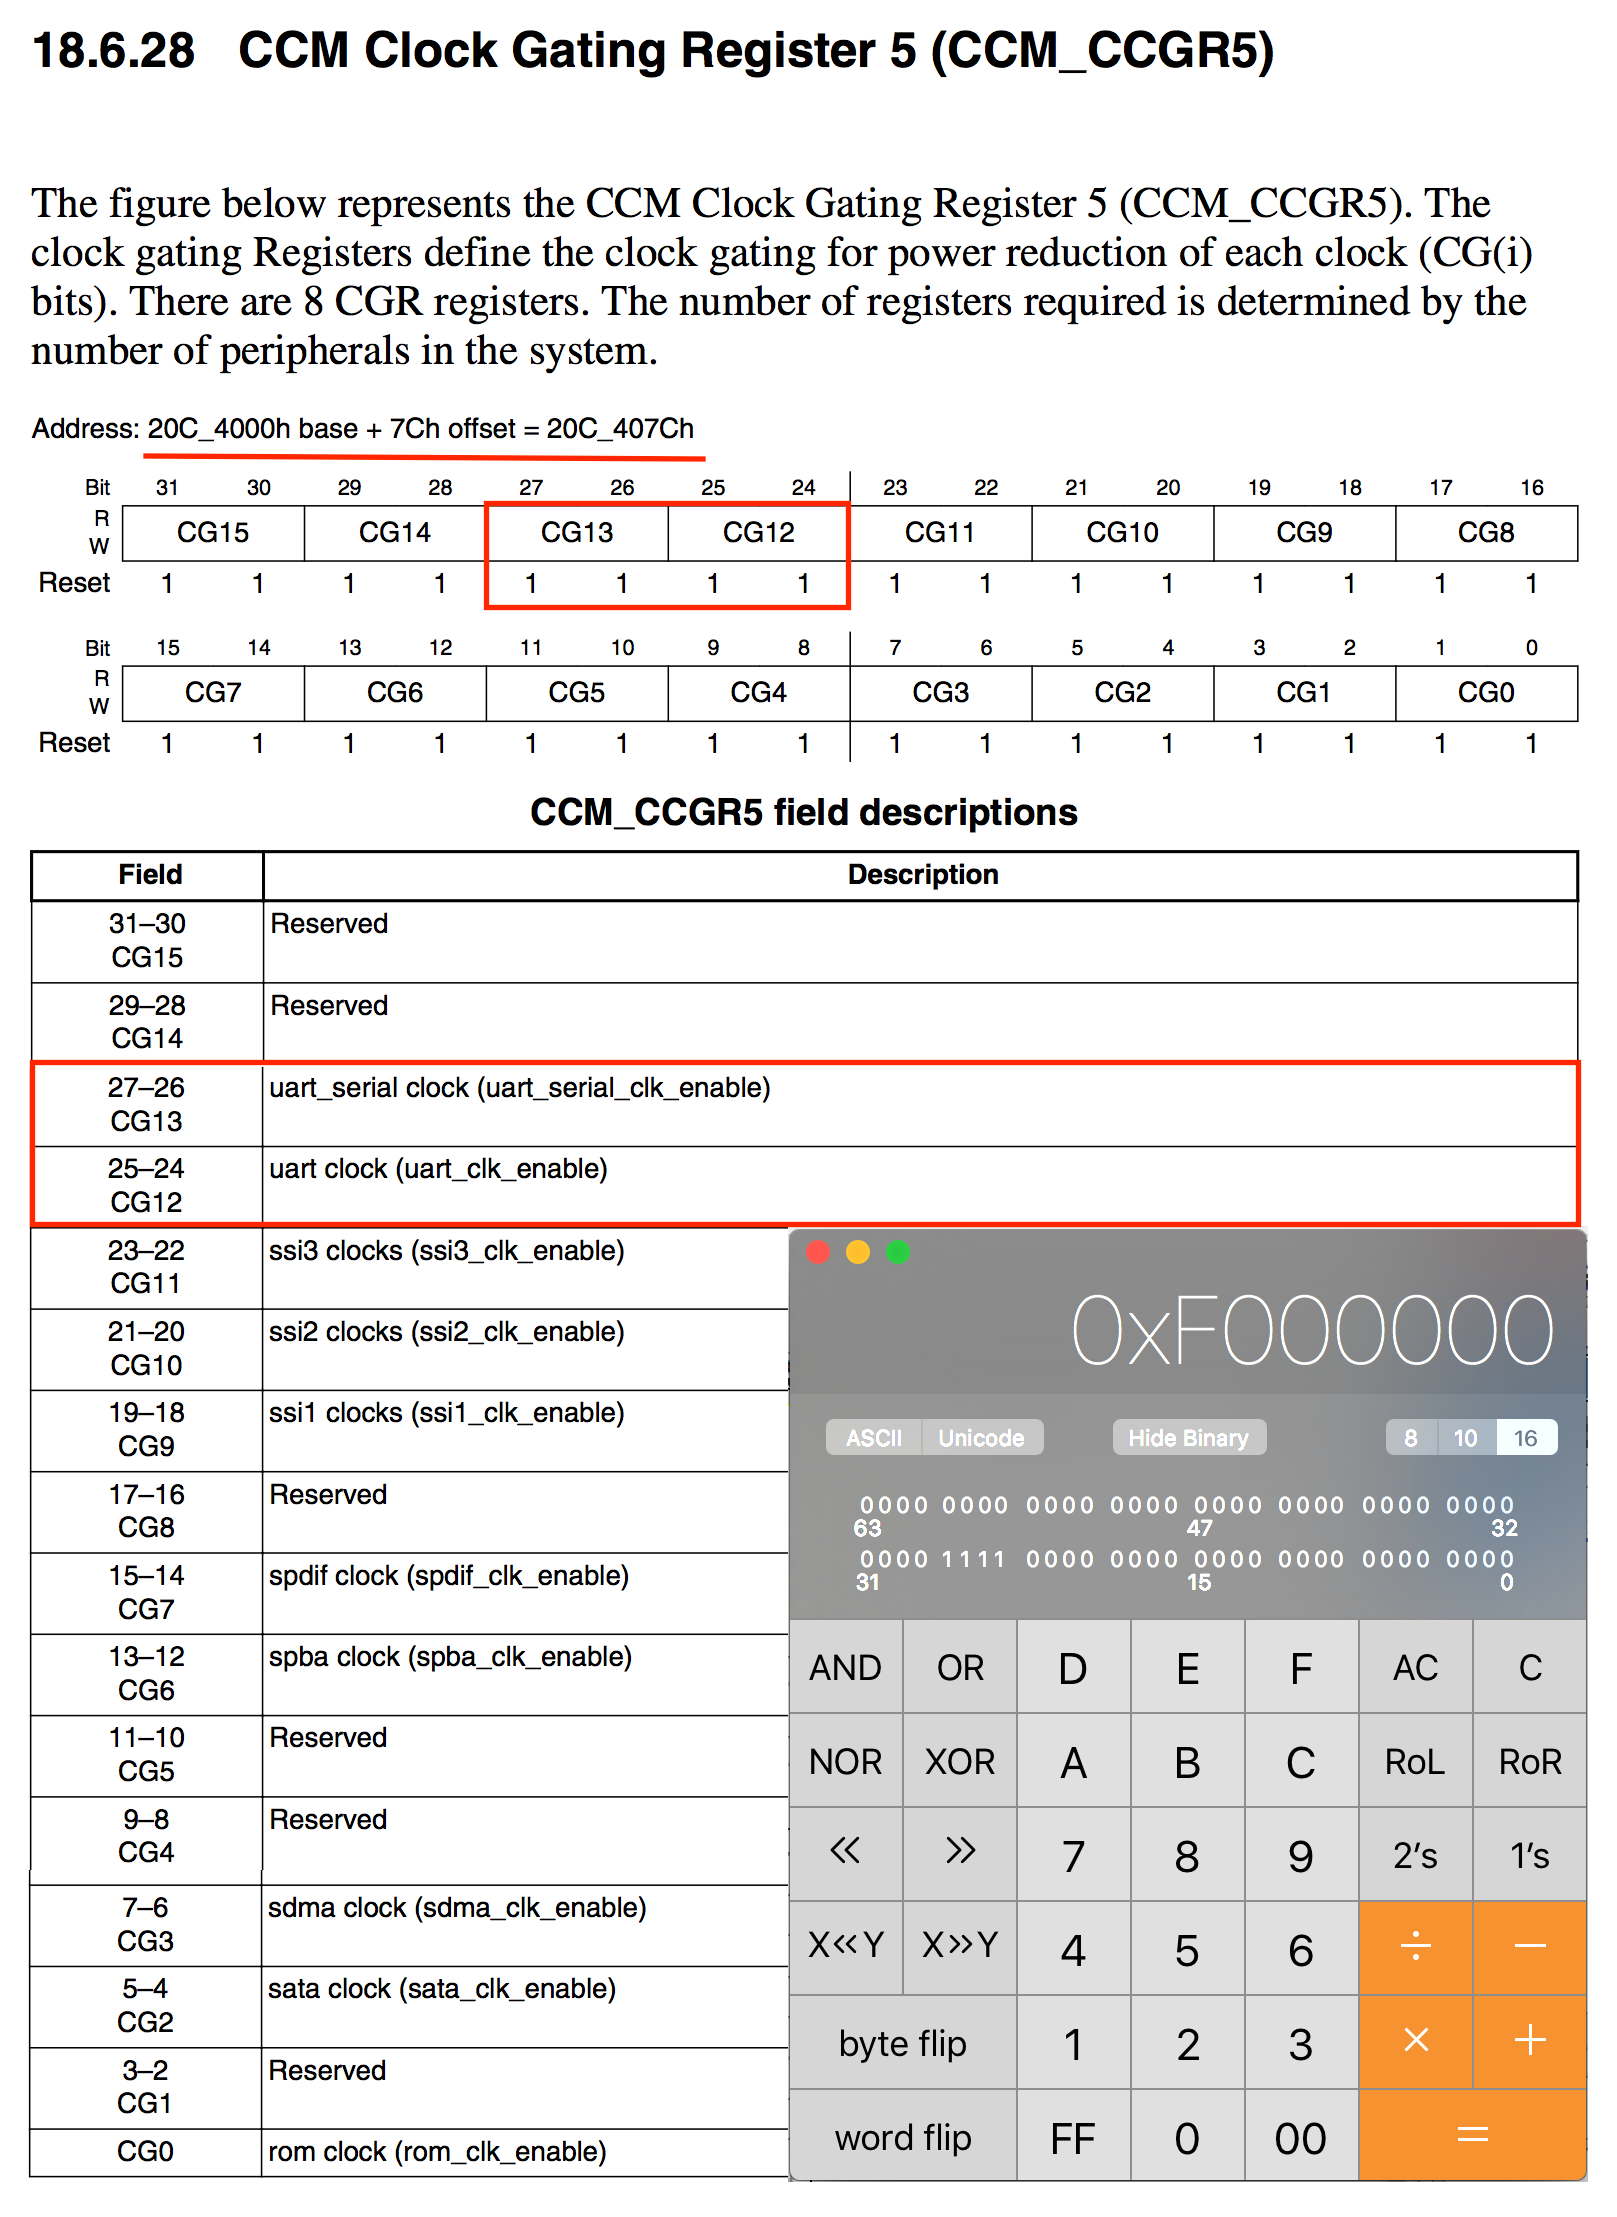 18.6.28 CCM Clock Gating Register 5 (CCM_CCGR5)
The figure below represents the CCM Clock Gating Register 5 (CCM_CCGR5). The
clock gating Registers define the clock gating for power reduction of each clock (CG(i)
bits). There are 8 CGR registers. The number of registers required is determined by the
number of peripherals in the system.
Address: 20C_4000h base + 7Ch offset = 20C_407Ch
Bit 31 30 29 28 27 26 25 24 23 22 21 20 19 18 17 16
R
W
CG15 CG14 CG13 CG12 CG11 CG10 CG9 CG8
Reset 1 1 1 1 1 1 1 1 1 1 1 1 1 1 1 1
Bit 15 14 13 12 11 10 9 8 7 6 5 4 3 2 1 0
R
W
CG7 CG6 CG5 CG4 CG3 CG2 CG1 CG0
Reset 1 1 1 1 1 1 1 1 1 1 1 1 1 1 1 1
CCM_CCGR5 field descriptions
Field Description
31–30 Reserved
CG15
29–28 Reserved
CG14
27–26 uart_serial clock (uart_serial_clk_enable)
CG13
25–24 uart clock (uart_clk_enable)
CG12
23–22 ssi3 clocks (ssi3_clk_enable)
CG11
21–20 ssi2 clocks (ssi2_clk_enable)
CG10
19–18 ssi1 clocks (ssi1_clk_enable)
CG9
17–16 Reserved
CG8
15–14 spdif clock (spdif_clk_enable)
CG7
13–12 spba clock (spba_clk_enable)
CG6
11–10 Reserved
CG5
9–8 Reserved
CG4
7–6 sdma clock (sdma_clk_enable)
CG3
5–4 sata clock (sata_clk_enable)
CG2
3–2 Reserved
CG1
CG0 rom clock (rom_clk_enable)
0xF000000
ASCII Unicode Hide Binary 8 10 16
0000 0000 0000 0000 0000 0000 0000 0000
63 47 32
0000 1111 0000 0000 0000 0000 0000 0000
31 15 0
AND OR D E F AC C
NOR XOR A B C RoL RoR
« » 7 8 9 2's 1's
X«Y X»Y 4 5 6 ÷ −
byte flip 1 2 3 × +
word flip FF 0 00 =